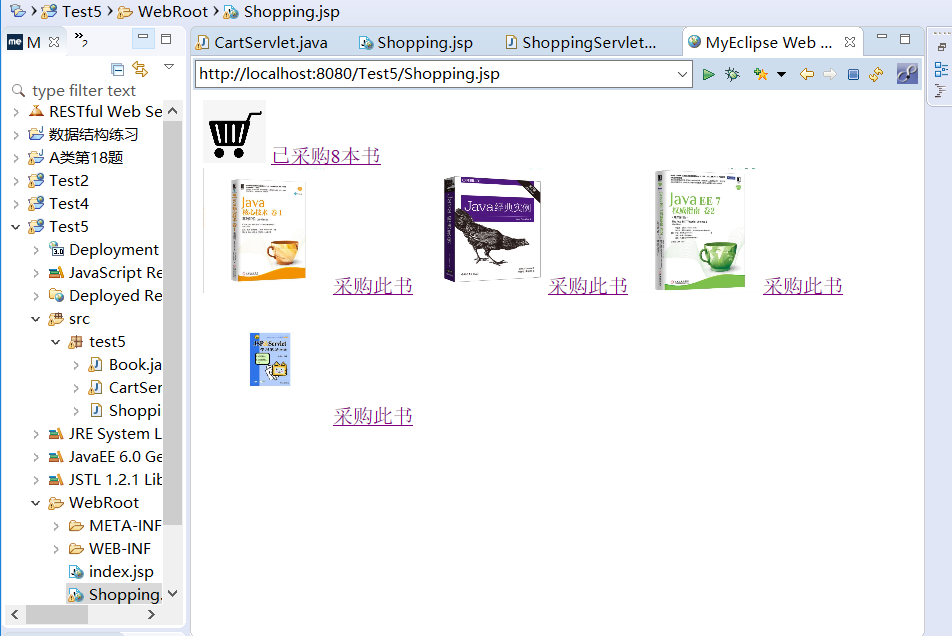 Test5 WebRoot Shopping.jsp
me M
CartServlet.java Shopping.jsp ShoppingServlet... MyEclipse Web ...
http://localhost:8080/Test5/Shopping.jsp
type filter text
RESTful Web Se
数据结构练习
A类第18题
Test2
Test4
Test5
Deployment
JavaScript Re
Deployed Re
src
test5
Book.ja
CartSer
Shoppi
JRE System L
JavaEE 6.0 Ge
JSTL 1.2.1 Lib
WebRoot
META-INF
WEB-INF
index.jsp
Shopping.
已采购8本书
Java
核心技术 卷I
采购此书
Java经典实例
采购此书
Java EE 7
权威指南 卷2
采购此书
Servlet
采购此书